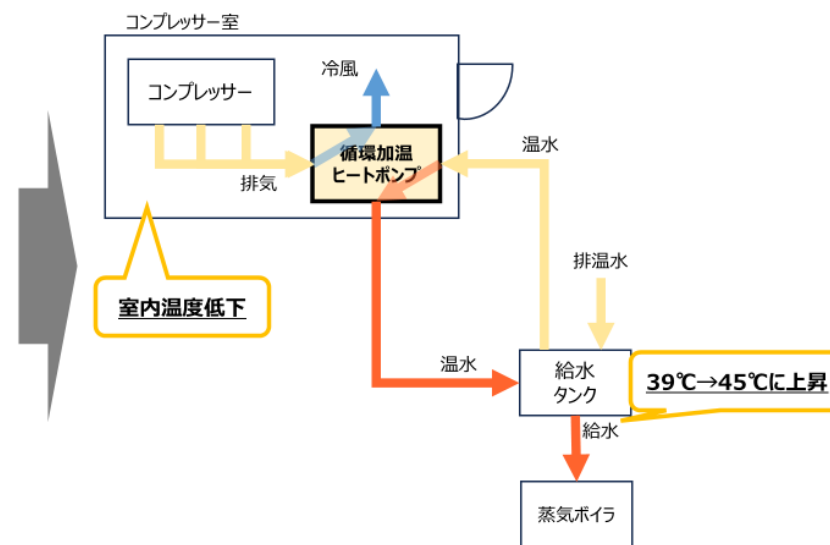 コンプレッサー室
コンプレッサー
冷風
循環加温
ヒートポンプ
排気
温水
室内温度低下
排温水
温水
給水
タンク
39℃→45℃に上昇
給水
蒸気ボイラ